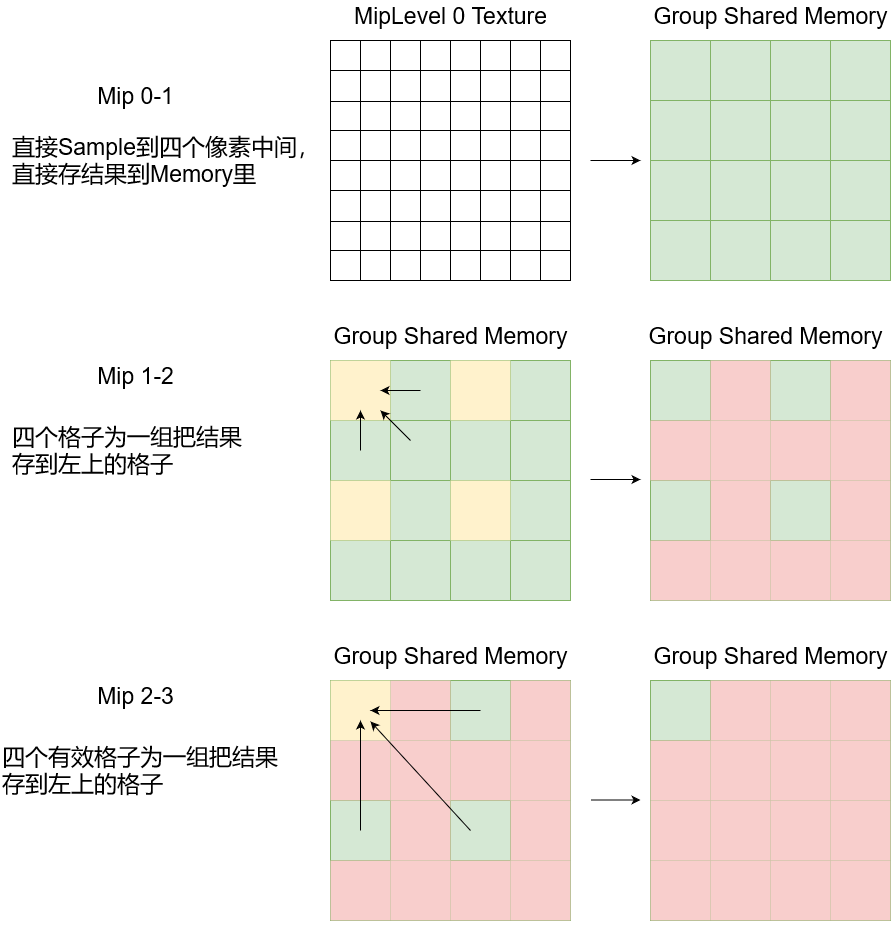 MipLevel 0 Texture
Group Shared Memory
Mip 0-1
直接Sample到四个像素中间，
直接存结果到Memory里
Group Shared Memory
Group Shared Memory
Mip 1-2
四个格子为一组把结果
存到左上的格子
Group Shared Memory
Group Shared Memory
Mip 2-3
四个有效格子为一组把结果
存到左上的格子